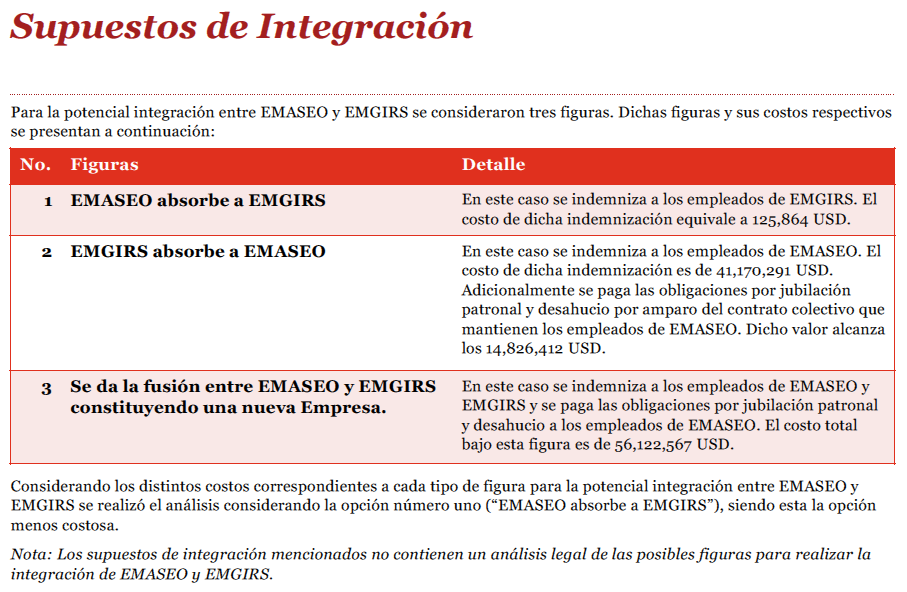 Supuestos de Integración
Para la potencial integración entre EMASEO y EMGIRS se consideraron tres figuras. Dichas figuras y sus costos respectivos
se presentan a continuación:
No. Figuras Detalle
1 EMASEO absorbe a EMGIRS En este caso se indemniza a los empleados de EMGIRS. El
costo de dicha indemnización equivale a 125,864 USD.
2 EMGIRS absorbe a EMASEO En este caso se indemniza a los empleados de EMASEO. El
costo de dicha indemnización es de 41,170,291 USD.
Adicionalmente se paga las obligaciones por jubilación
patronal y desahucio por amparo del contrato colectivo que
mantienen los empleados de EMASEO. Dicho valor alcanza
los 14,826,412 USD.
3 Se da la fusión entre EMASEO y EMGIRS En este caso se indemniza a los empleados de EMASEO y
constituyendo una nueva Empresa. EMGIRS y se paga las obligaciones por jubilación patronal
y desahucio a los empleados de EMASEO. El costo total
bajo esta figura es de 56,122,567 USD.
Considerando los distintos costos correspondientes a cada tipo de figura para la potencial integración entre EMASEO y
EMGIRS se realizó el análisis considerando la opción número uno (“EMASEO absorbe a EMGIRS”), siendo esta la opción
menos costosa.
Nota: Los supuestos de integración mencionados no contienen un análisis legal de las posibles figuras para realizar la
integración de EMASEO y EMGIRS.